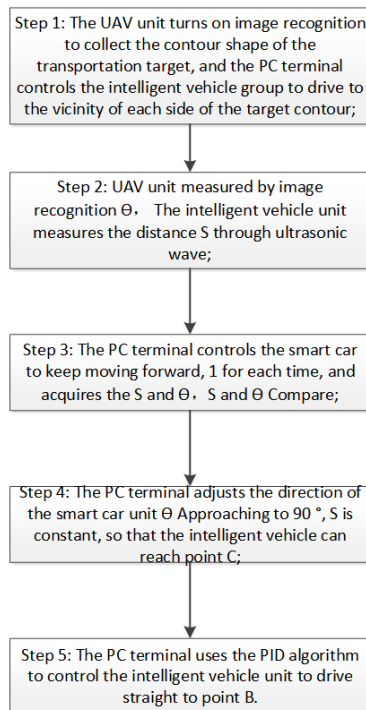 Step 1: The UAV unit turns on image recognition
to collect the contour shape of the
transportation target, and the PC terminal
controls the intelligent vehicle group to drive to
the vicinity of each side of the target contour;
Step 2: UAV unit measured by image
recognition Θ， The intelligent vehicle unit
measures the distance S through ultrasonic
wave;
Step 3: The PC terminal controls the smart car
to keep moving forward, 1 for each time, and
acquires the S and Θ，S and Θ Compare;
Step 4: The PC terminal adjusts the direction of
the smart car unit Θ Approaching to 90 °, S is
constant, so that the intelligent vehicle can
reach point C;
Step 5: The PC terminal uses the PID algorithm
to control the intelligent vehicle unit to drive
straight to point B.